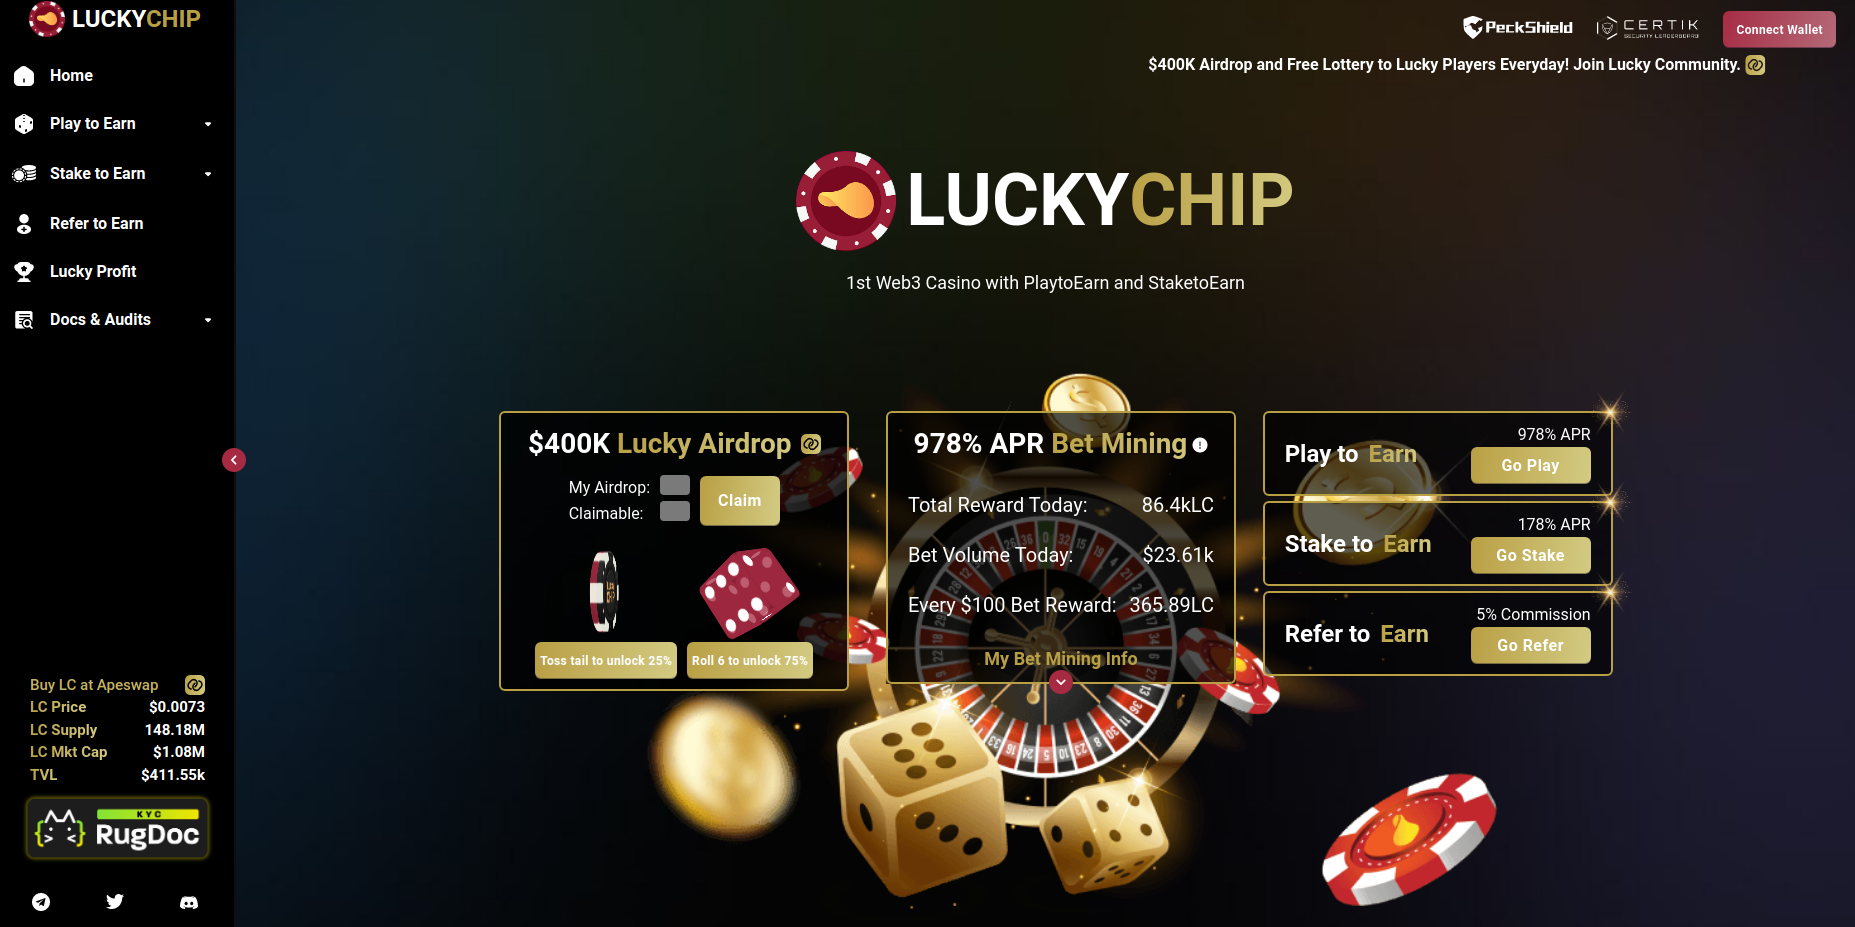 LUCKYCHIP
Home
Play to Earn
Stake to Earn
Refer to Earn
Lucky Profit
Docs & Audits
Buy LC at Apeswap
LC Price $0.0073
LC Supply 148.18M
LC Mkt Cap $1.08M
TVL $411.55k
KYC
RugDoc
PeckShield
CERTIK
SECURITY LEADERBOARD
Connect Wallet
$400K Airdrop and Free Lottery to Lucky Players Everyday! Join Lucky Community.
LUCKYCHIP
1st Web3 Casino with PlaytoEarn and StaketoEarn
$400K Lucky Airdrop
My Airdrop:
Claimable:
Claim
Toss tail to unlock 25%
Roll 6 to unlock 75%
978% APR Bet Mining
Total Reward Today: 86.4kLC
Bet Volume Today: $23.61k
Every $100 Bet Reward: 365.89LC
My Bet Mining Info
Play to Earn
978% APR
Go Play
Stake to Earn
178% APR
Go Stake
Refer to Earn
5% Commission
Go Refer